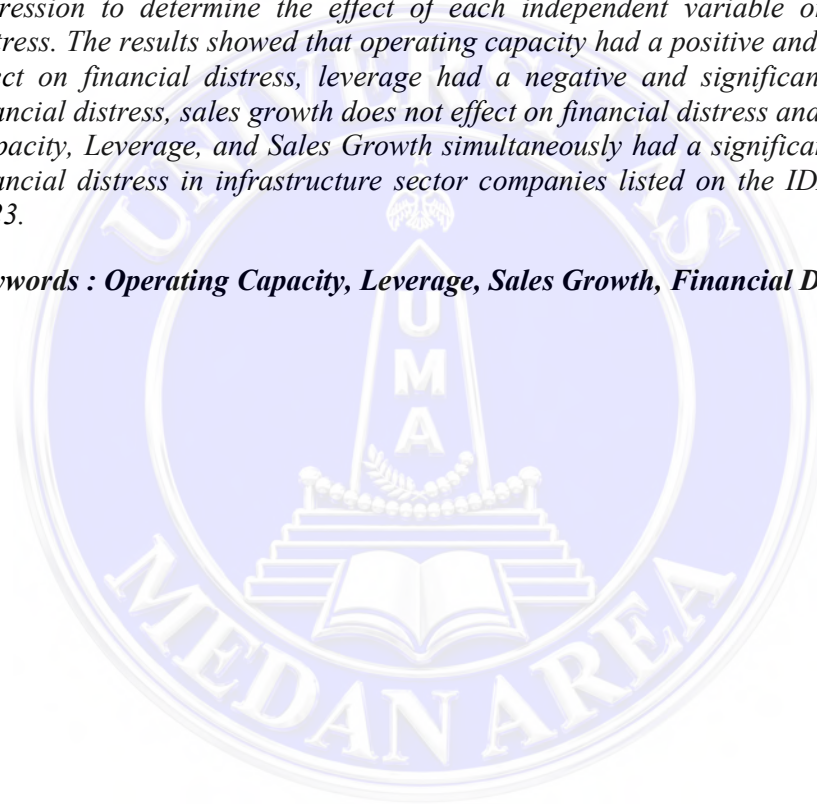 ression to determine the effect of each independent variable o
tress. The results showed that operating capacity had a positive and
ect on financial distress, leverage had a negative and significan
ancial distress, sales growth does not effect on financial distress and
pacity, Leverage, and Sales Growth simultaneously had a significa
ancial distress in infrastructure sector companies listed on the ID
23.
ywords : Operating Capacity, Leverage, Sales Growth, Financial D
UNIVERSITAS
UMA
MEDAN AREA